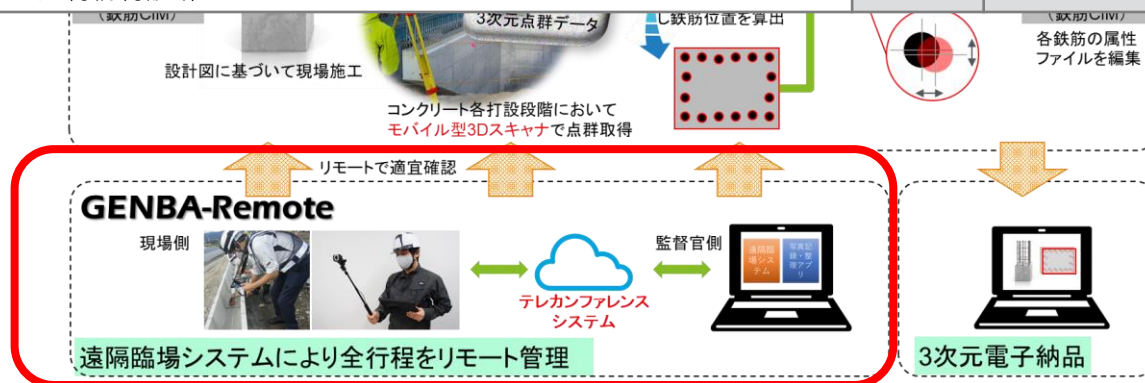 (鉄筋CIM)
3次元点群データ
し鉄筋位置を算出
(鉄筋CIM)
各鉄筋の属性
ファイルを編集
設計図に基づいて現場施工
コンクリート各打設段階において
モバイル型3Dスキャナで点群取得
リモートで適宜確認
GENBA-Remote
現場側
監督官側
遠隔臨
場シス
テム
写真記
録・整
理アプ
リ
テレカンファレンス
システム
遠隔臨場システムにより全行程をリモート管理
3次元電子納品